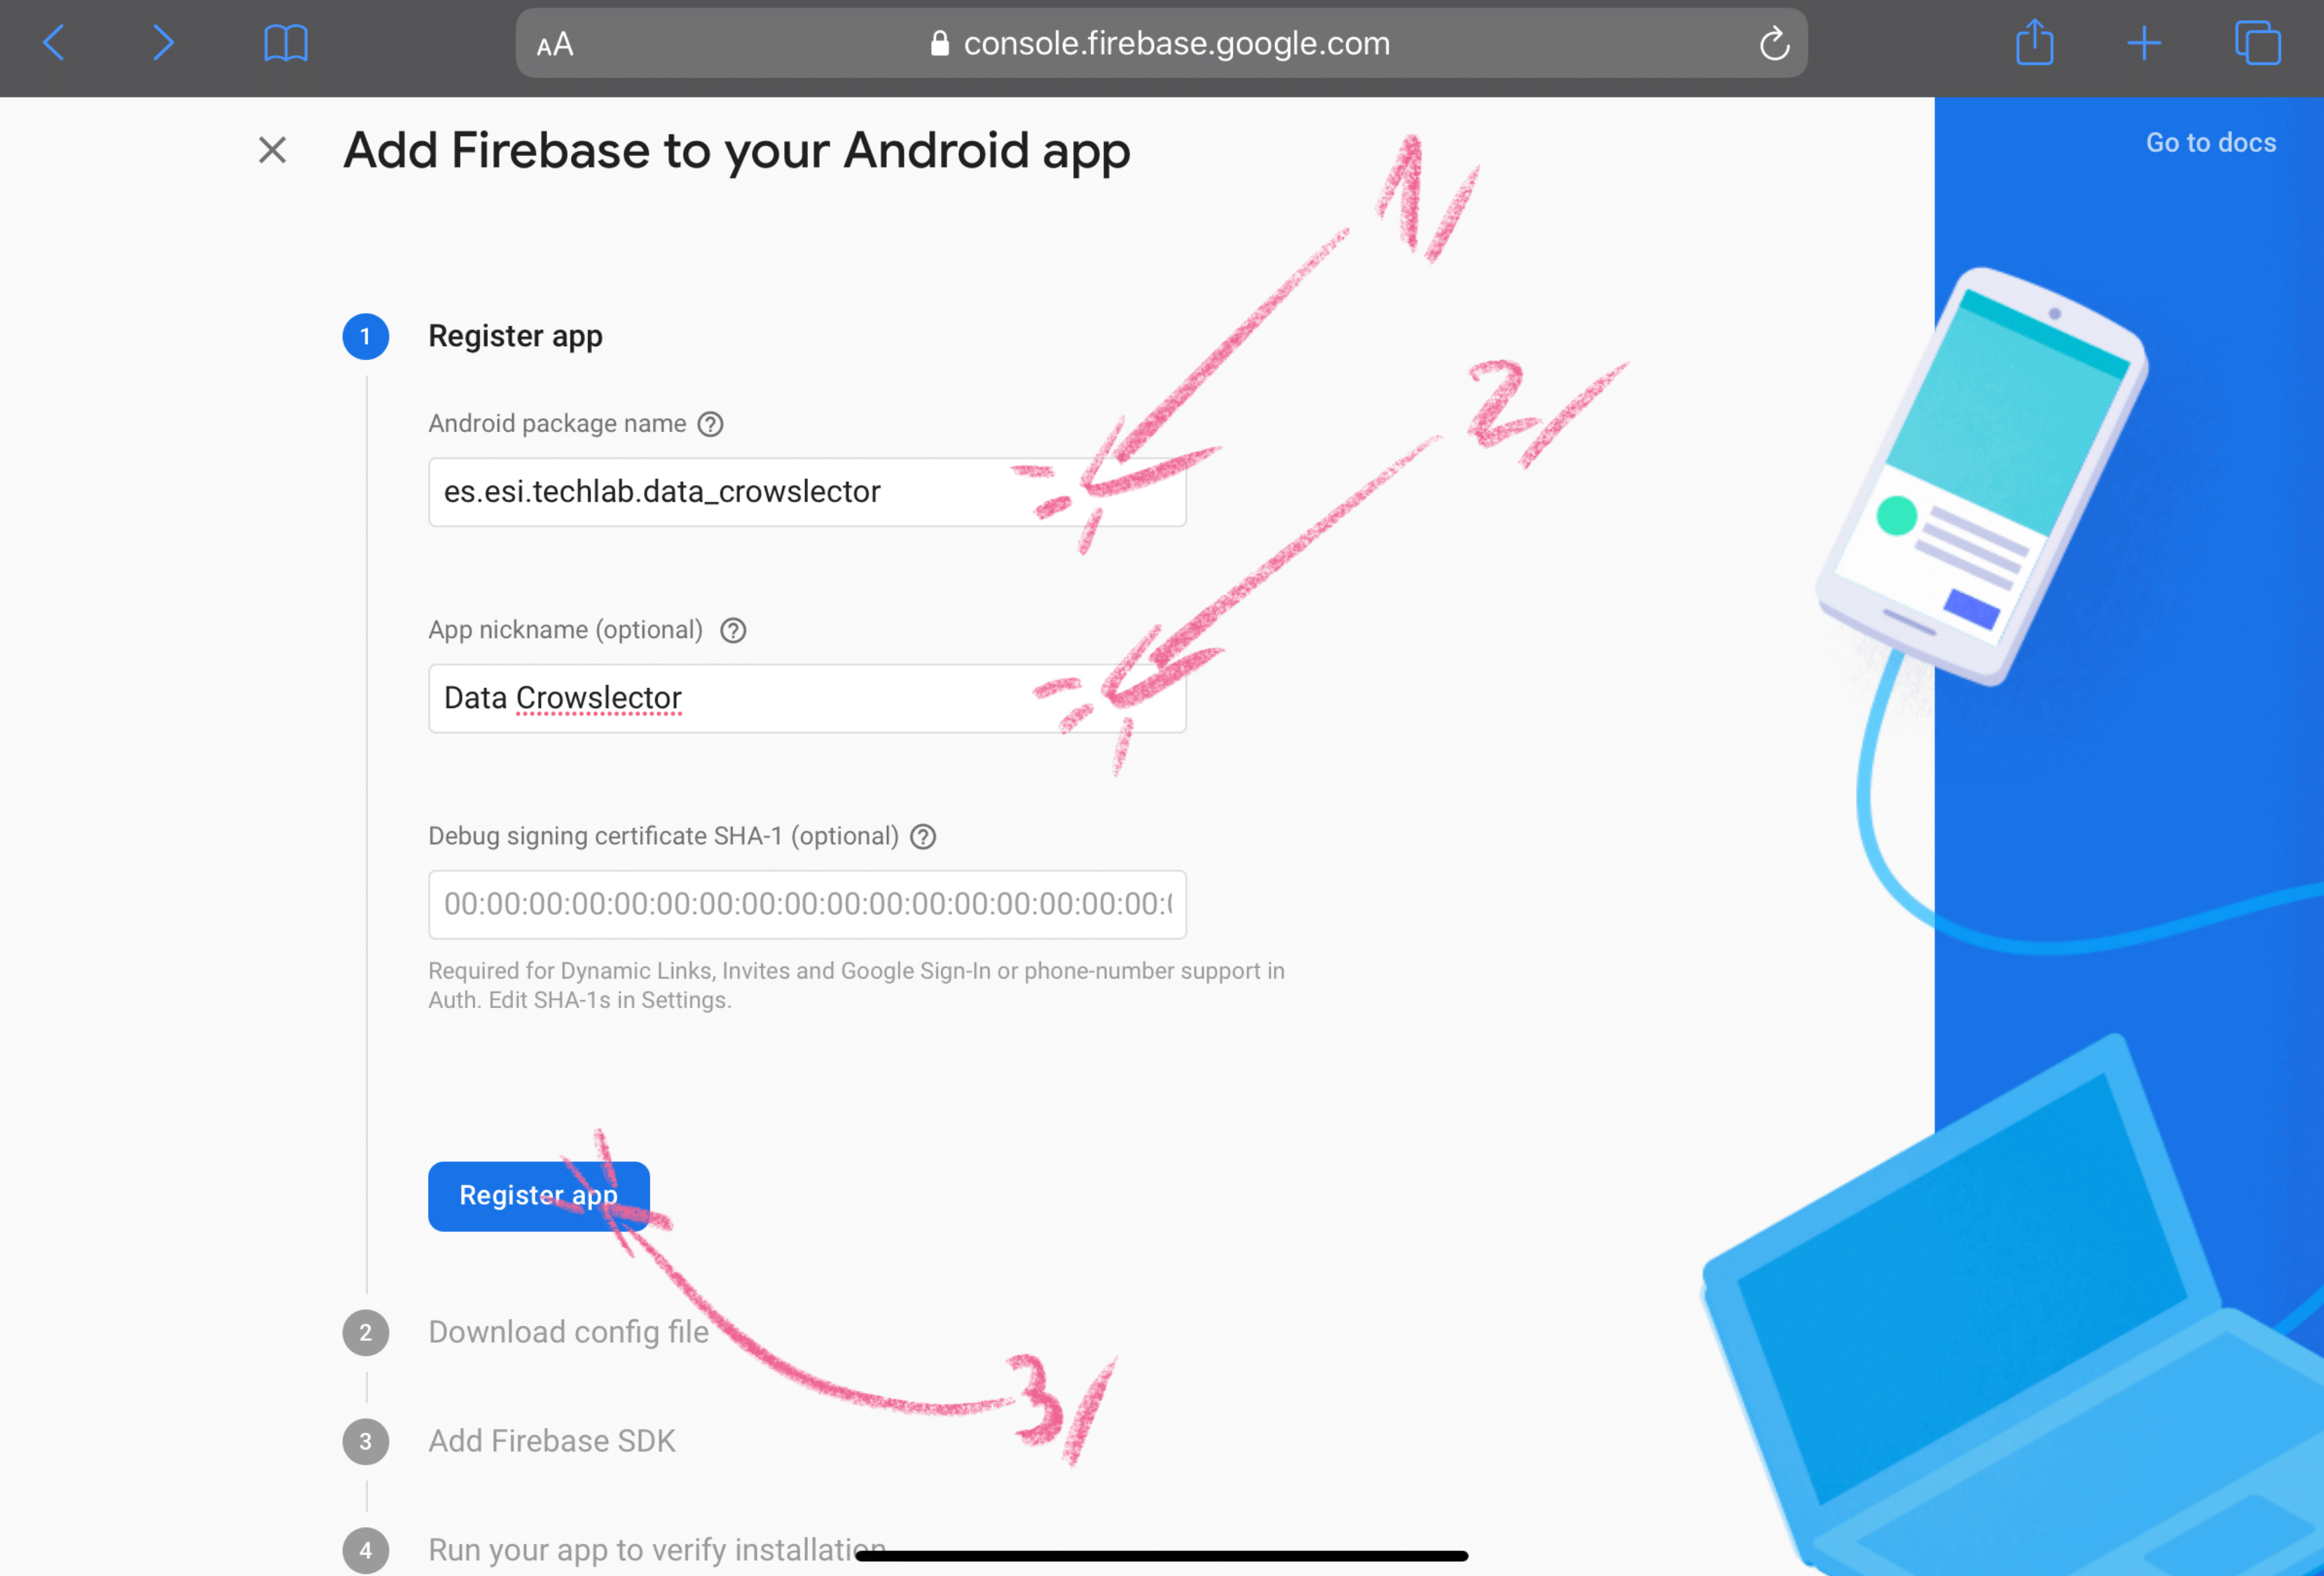 AA console.firebase.google.com
Add Firebase to your Android app
Go to docs
1/
1 Register app
2/
Android package name ?
es.esi.techlab.data_crowslector
App nickname (optional) ?
Data Crowslector
Debug signing certificate SHA-1 (optional) ?
00:00:00:00:00:00:00:00:00:00:00:00:00:00:00:00:00:
Required for Dynamic Links, Invites and Google Sign-In or phone-number support in
Auth. Edit SHA-1s in Settings.
Register app
2 Download config file
3/
3 Add Firebase SDK
4 Run your app to verify installation